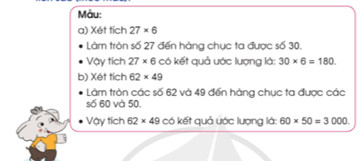 Mẫu:
a) Xét tích 27 × 6
• Làm tròn số 27 đến hàng chục ta được số 30.
• Vậy tích 27 × 6 có kết quả ước lượng là: 30 × 6 = 180.
b) Xét tích 62 × 49
• Làm tròn các số 62 và 49 đến hàng chục ta được các
số 60 và 50.
• Vậy tích 62 × 49 có kết quả ước lượng là: 60 × 50 = 3 000.